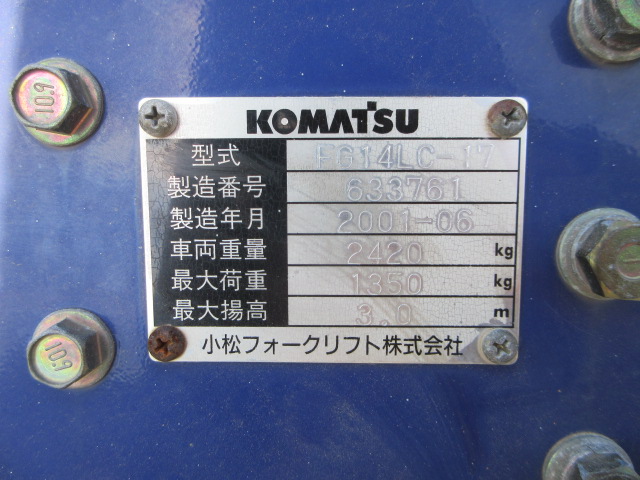 KOMATSU
型式 FG14LC-17
製造番号 633761
製造年月 2001-06
車両重量 2420 kg
最大荷重 1350 kg
最大揚高 3.0 m
小松フォークリフト株式会社
10.9
10.9